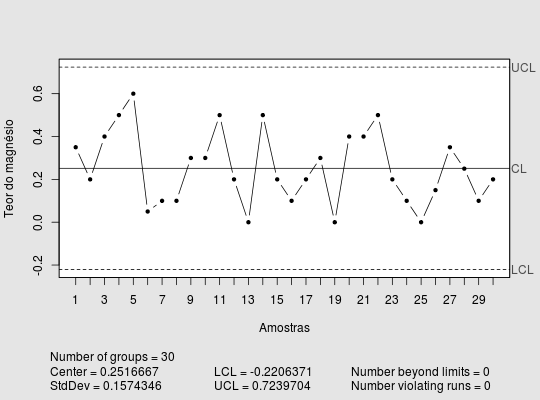 UCL
0.6
0.4
0.2
0.0
-0.2
Teor do magnésio
CL
LCL
1 3 5 7 9 11 13 15 17 19 21 23 25 27 29
Amostras
Number of groups = 30
Center = 0.2516667 LCL = -0.2206371 Number beyond limits = 0
StdDev = 0.1574346 UCL = 0.7239704 Number violating runs = 0